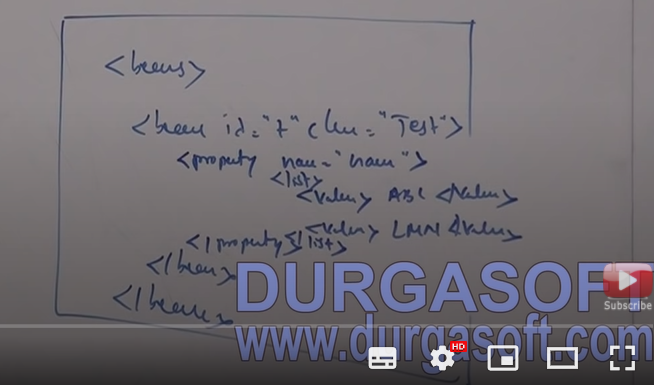 <beans>
<bean id="t" class="Test">
<property name="name">
<list>
<value> ABC </value>
<value> LMN </value>
</property> </list>
</bean>
</beans>
DURGASOFT
www.durgasoft.com
Subscribe
HD